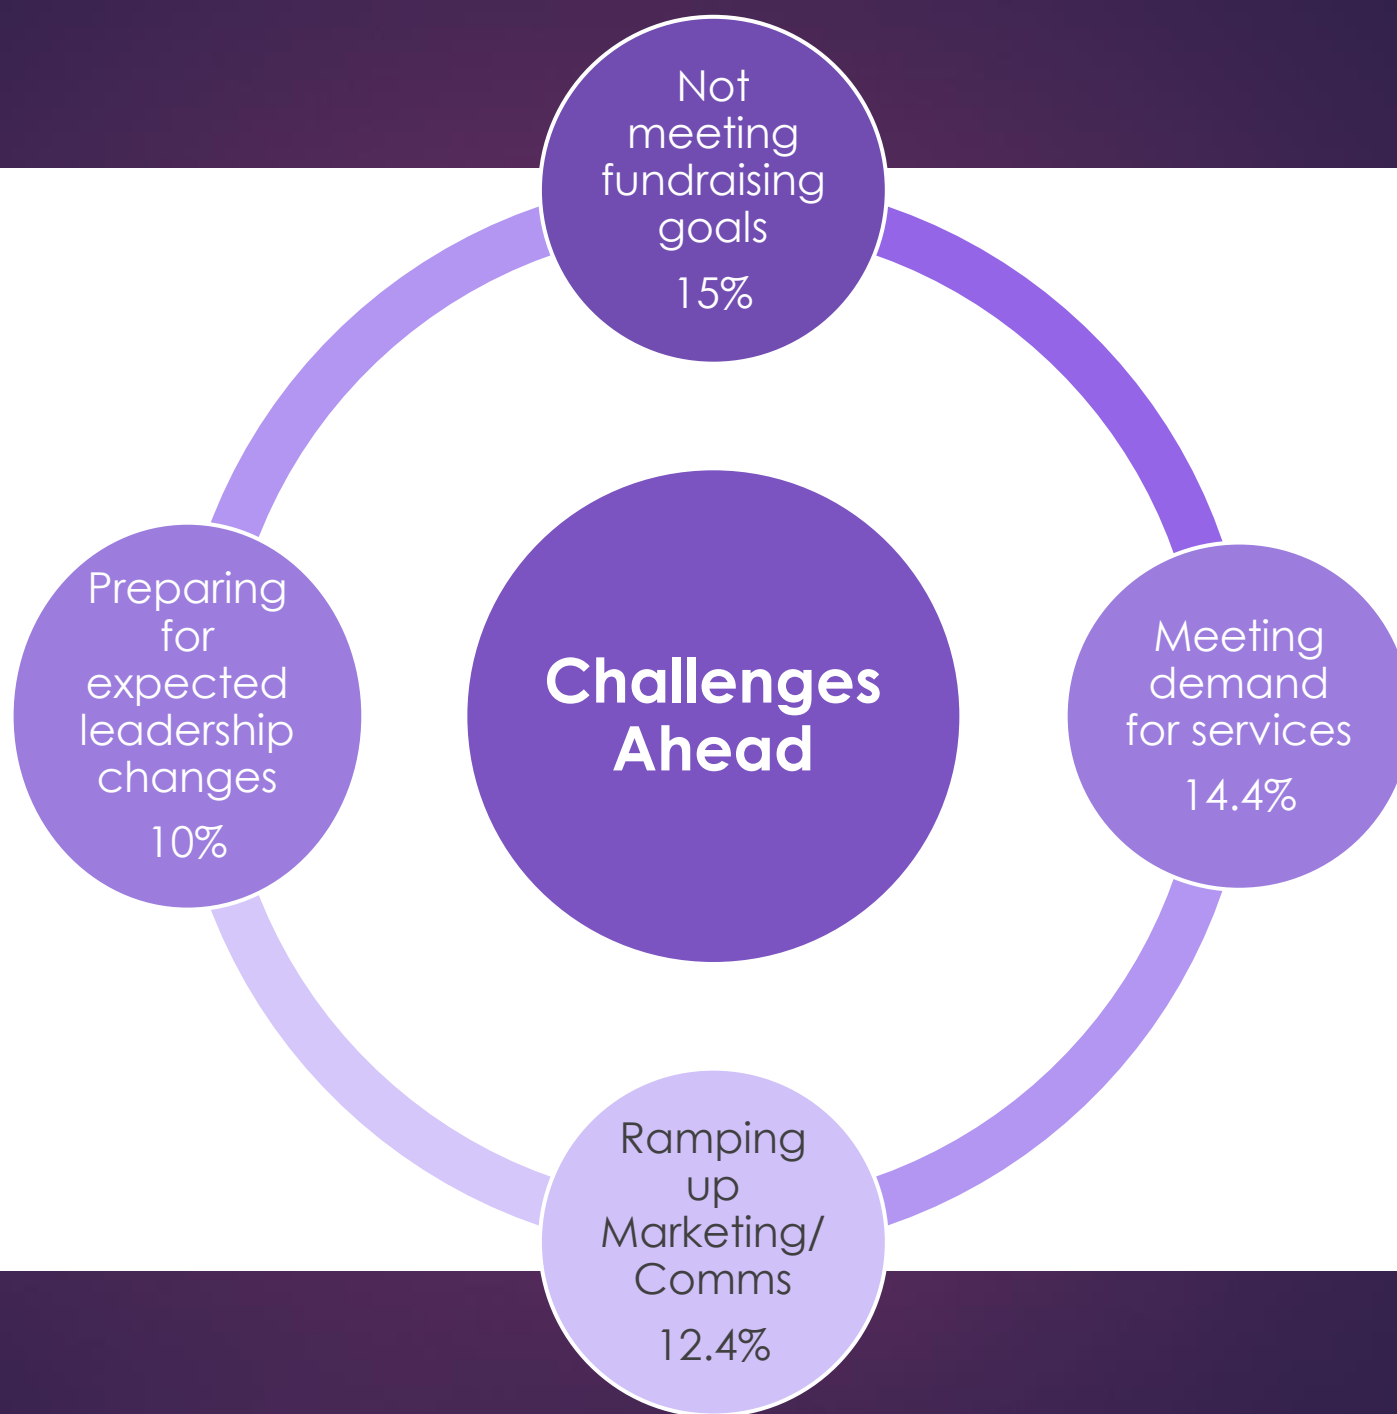 Not
meeting
fundraising
goals
15%
Preparing
for
expected
leadership
changes
10%
Challenges
Ahead
Meeting
demand
for services
14.4%
Ramping
up
Marketing/
Comms
12.4%